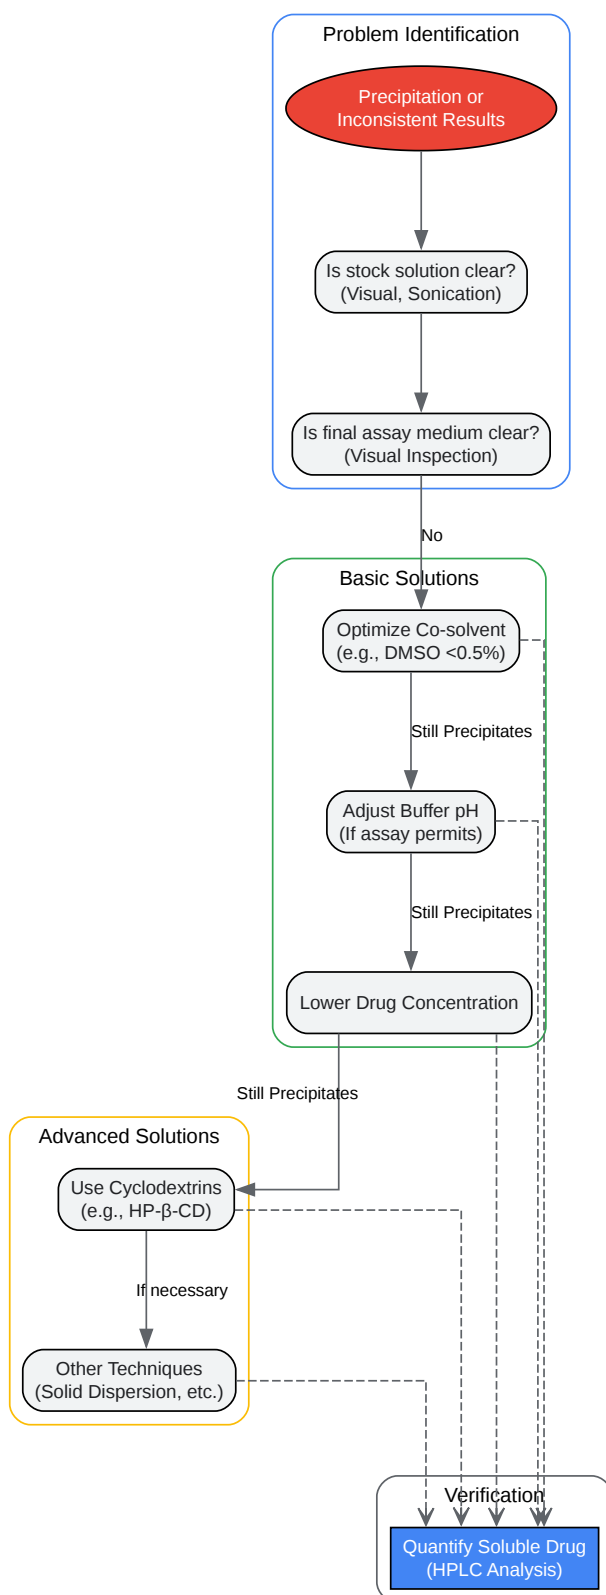 Problem Identification
Precipitation or
Inconsistent Results
Is stock solution clear?
(Visual, Sonication)
Is final assay medium clear?
(Visual Inspection)
No
Basic Solutions
Optimize Co-solvent
(e.g., DMSO <0.5%)
Still Precipitates
Adjust Buffer pH
(If assay permits)
Still Precipitates
Lower Drug Concentration
Still Precipitates
Advanced Solutions
Use Cyclodextrins
(e.g., HP-β-CD)
If necessary
Other Techniques
(Solid Dispersion, etc.)
Verification
Quantify Soluble Drug
(HPLC Analysis)